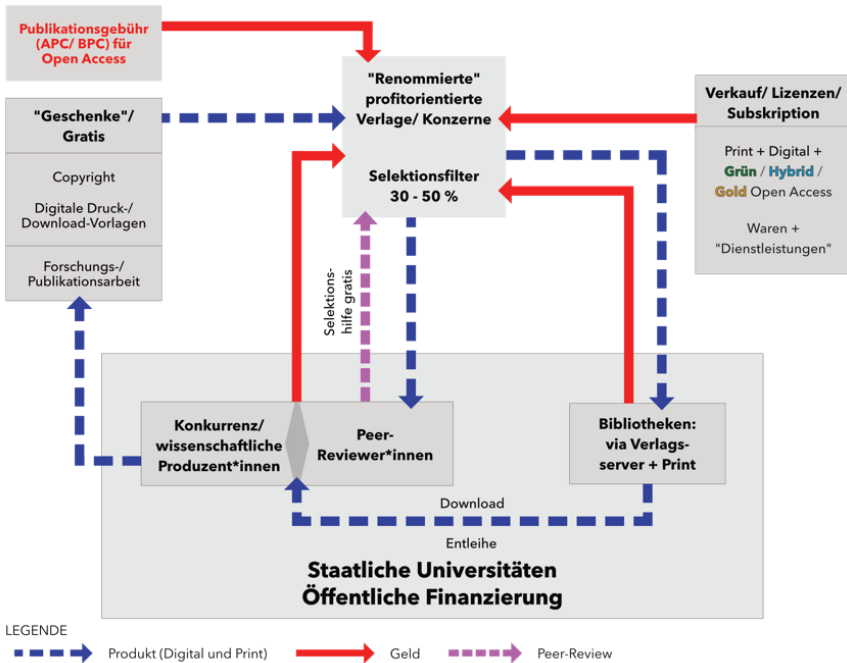 Publikationsgebühr
(APC/ BPC) für
Open Access
"Geschenke"/
Gratis
Copyright
Digitale Druck-/
Download-Vorlagen
Forschungs-/
Publikationsarbeit
"Renommierte"
profitorientierte
Verlage/ Konzerne
Selektionsfilter
30 - 50 %
Verkauf/ Lizenzen/
Subskription
Print + Digital +
Grün / Hybrid /
Gold Open Access
Waren +
"Dienstleistungen"
Selektions-
hilfe gratis
Konkurrenz/
wissenschaftliche
Produzent*innen
Peer-
Reviewer*innen
Bibliotheken:
via Verlags-
server + Print
Download
Entleihe
Staatliche Universitäten
Öffentliche Finanzierung
LEGENDE
Produkt (Digital und Print)
Geld
Peer-Review